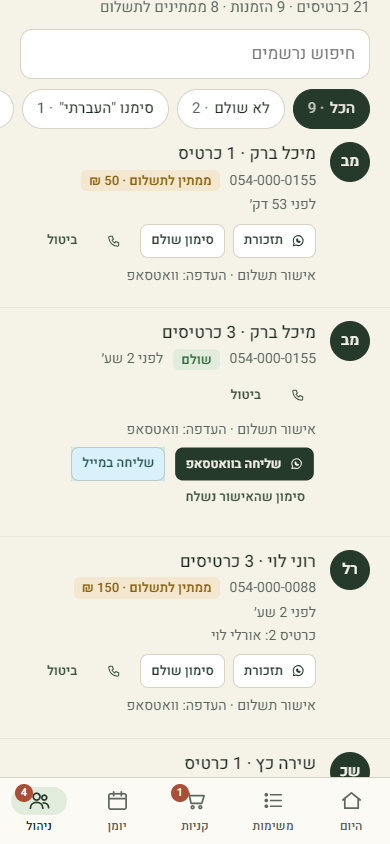 21 כרטיסים · 9 הזמנות · 8 ממתינים לתשלום
חיפוש נרשמים
הכל · 9
לא שולם · 2
סימנו "העברתי" · 1
מב
מיכל ברק · 1 כרטיס
054-000-0155
ממתין לתשלום · 50 ₪
לפני 53 דק׳
תזכורת
סימון שולם
ביטול
אישור תשלום · העדפה: וואטסאפ
מב
מיכל ברק · 3 כרטיסים
054-000-0155
שולם
לפני 2 שע׳
ביטול
אישור תשלום · העדפה: וואטסאפ
שליחה בוואטסאפ
שליחה במייל
סימון שהאישור נשלח
רל
רוני לוי · 3 כרטיסים
054-000-0088
ממתין לתשלום · 150 ₪
לפני 2 שע׳
כרטיס 2: אורלי לוי
תזכורת
סימון שולם
ביטול
אישור תשלום · העדפה: וואטסאפ
שכ
שירה כץ · 1 כרטיס
היום
משימות
1
קניות
יומן
4
ניהול